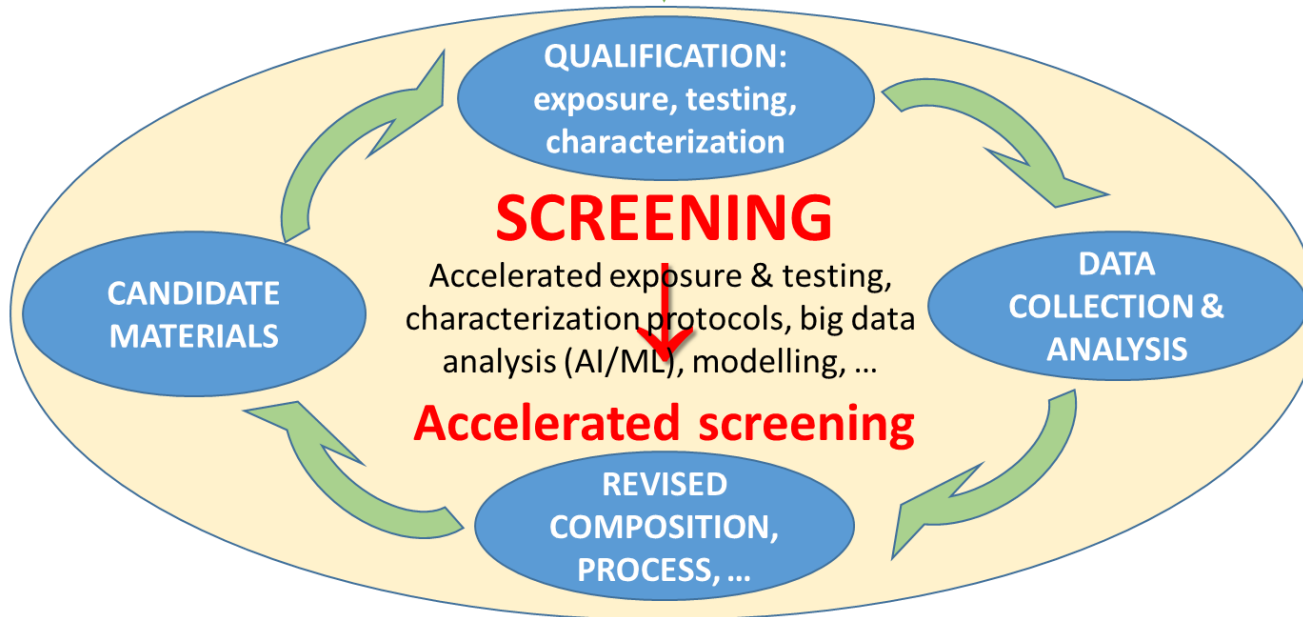 QUALIFICATION:
exposure, testing,
characterization
SCREENING
Accelerated exposure & testing,
characterization protocols, big data
analysis (AI/ML), modelling, ...
Accelerated screening
CANDIDATE
MATERIALS
DATA
COLLECTION &
ANALYSIS
REVISED
COMPOSITION,
PROCESS, ...